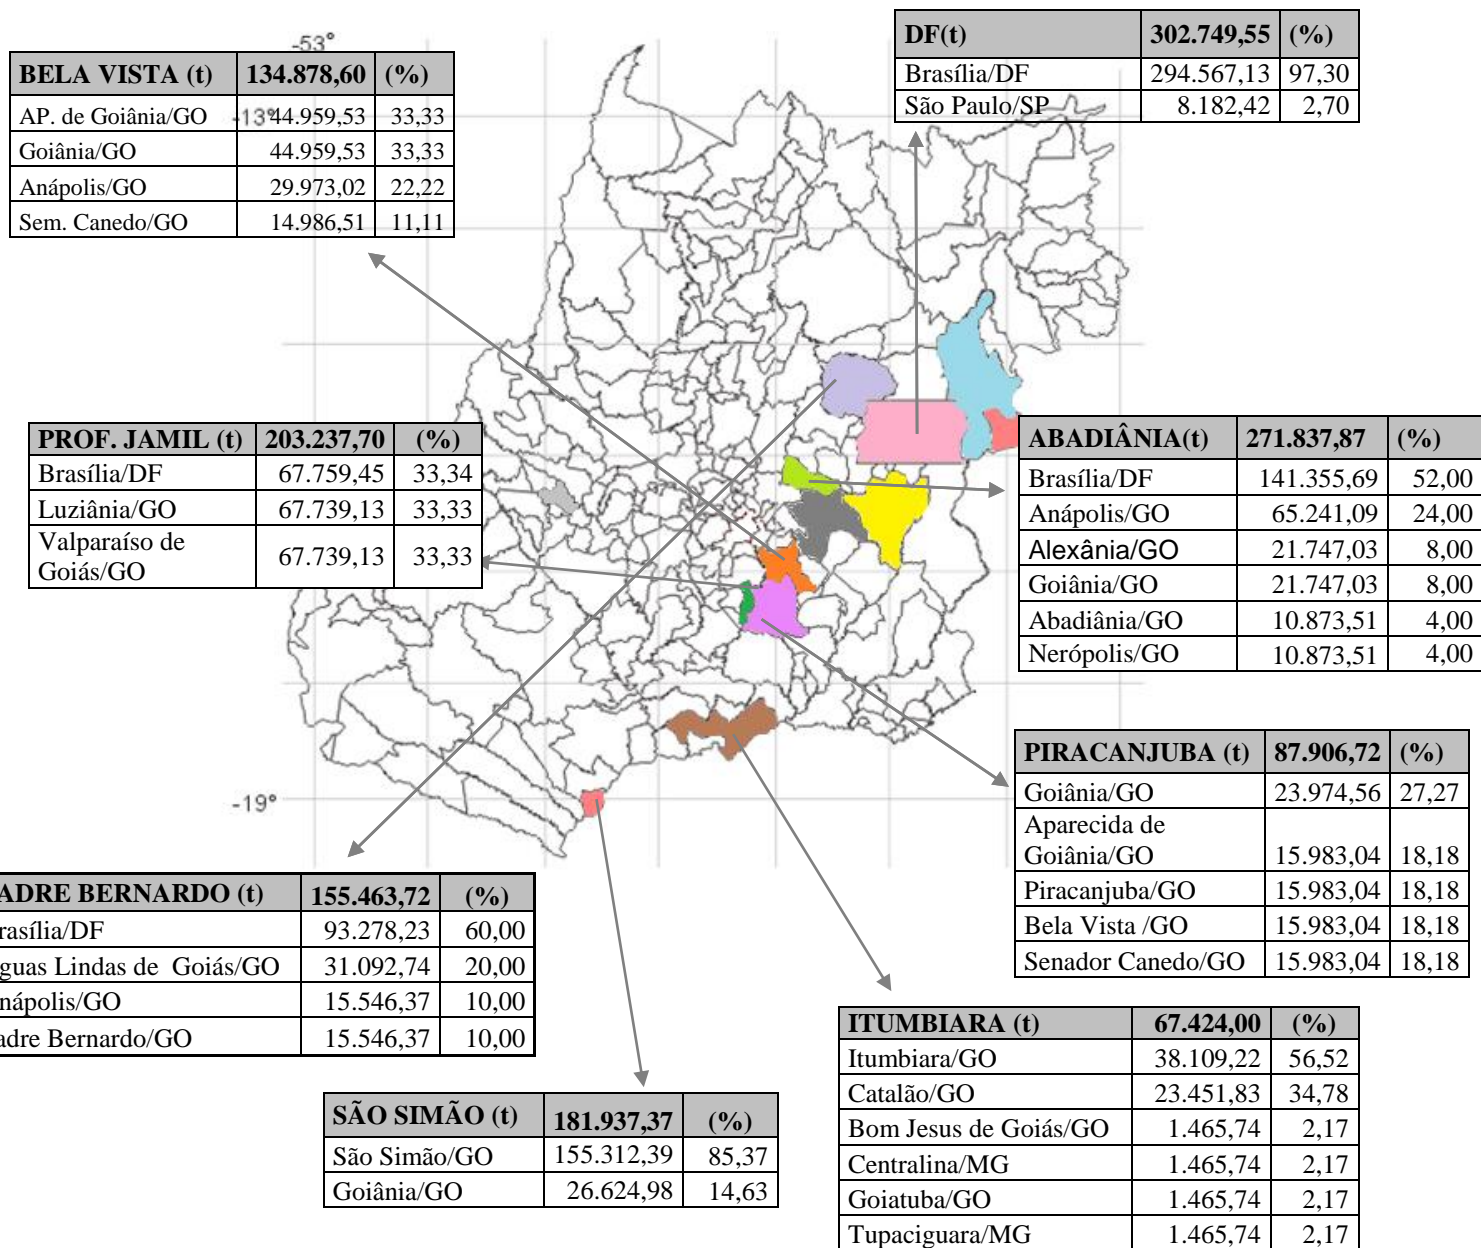 -53°
BELA VISTA (t) 134.878,60 (%)
AP. de Goiânia/GO 44.959,53 33,33
-13°
Goiânia/GO 44.959,53 33,33
Anápolis/GO 29.973,02 22,22
Sem. Canedo/GO 14.986,51 11,11
DF(t) 302.749,55 (%)
Brasília/DF 294.567,13 97,30
São Paulo/SP 8.182,42 2,70
PROF. JAMIL (t) 203.237,70 (%)
Brasília/DF 67.759,45 33,34
Luziânia/GO 67.739,13 33,33
Valparaíso de
Goiás/GO 67.739,13 33,33
ABADIÂNIA(t) 271.837,87 (%)
Brasília/DF 141.355,69 52,00
Anápolis/GO 65.241,09 24,00
Alexânia/GO 21.747,03 8,00
Goiânia/GO 21.747,03 8,00
Abadiânia/GO 10.873,51 4,00
Nerópolis/GO 10.873,51 4,00
PIRACANJUBA (t) 87.906,72 (%)
Goiânia/GO 23.974,56 27,27
Aparecida de
Goiânia/GO 15.983,04 18,18
Piracanjuba/GO 15.983,04 18,18
Bela Vista /GO 15.983,04 18,18
Senador Canedo/GO 15.983,04 18,18
-19°
ADRE BERNARDO (t) 155.463,72 (%)
rasília/DF 93.278,23 60,00
guas Lindas de Goiás/GO 31.092,74 20,00
nápolis/GO 15.546,37 10,00
adre Bernardo/GO 15.546,37 10,00
SÃO SIMÃO (t) 181.937,37 (%)
São Simão/GO 155.312,39 85,37
Goiânia/GO 26.624,98 14,63
ITUMBIARA (t) 67.424,00 (%)
Itumbiara/GO 38.109,22 56,52
Catalão/GO 23.451,83 34,78
Bom Jesus de Goiás/GO 1.465,74 2,17
Centralina/MG 1.465,74 2,17
Goiatuba/GO 1.465,74 2,17
Tupaciguara/MG 1.465,74 2,17